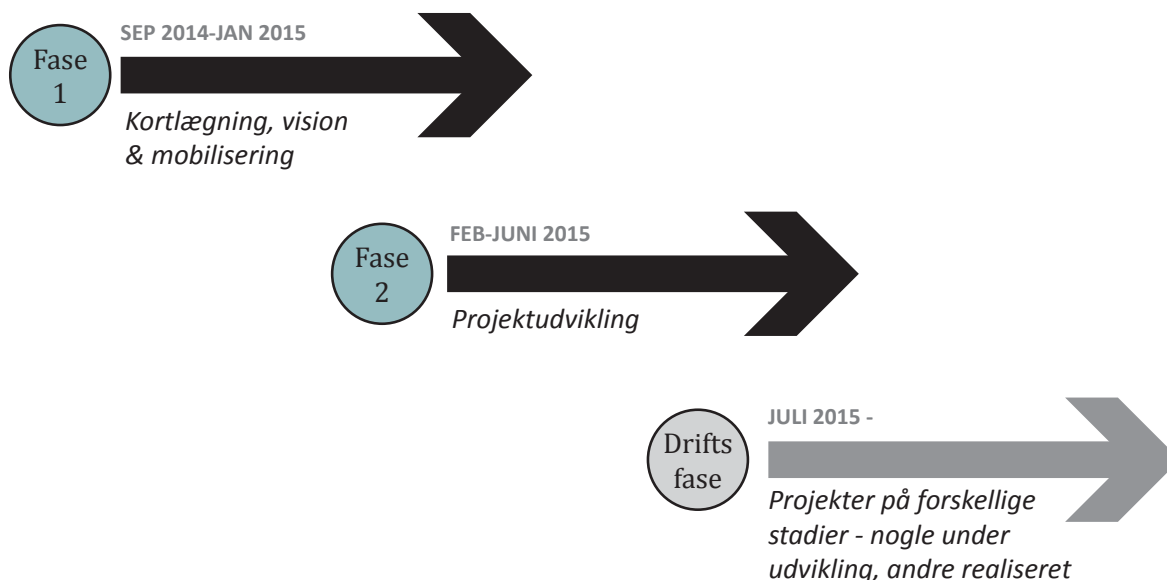 SEP 2014-JAN 2015
Fase
1
Kortlægning, vision
& mobilisering
FEB-JUNI 2015
Fase
2
Projektudvikling
JULI 2015 -
Drifts
fase
Projekter på forskellige
stadier - nogle under
udvikling, andre realiseret